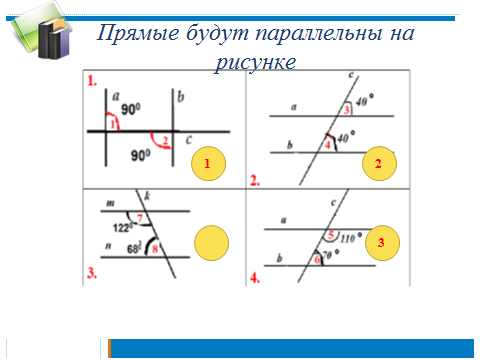 Прямые будут параллельны на
рисунке
1.
a
b
90⁰
1
2
c
90⁰
1
c
a
3
40°
b
4
40°
2
2.
k
m
7
122⁰
n
68⁰
8
3.
c
a
5
110°
3
b
6
70°
4.